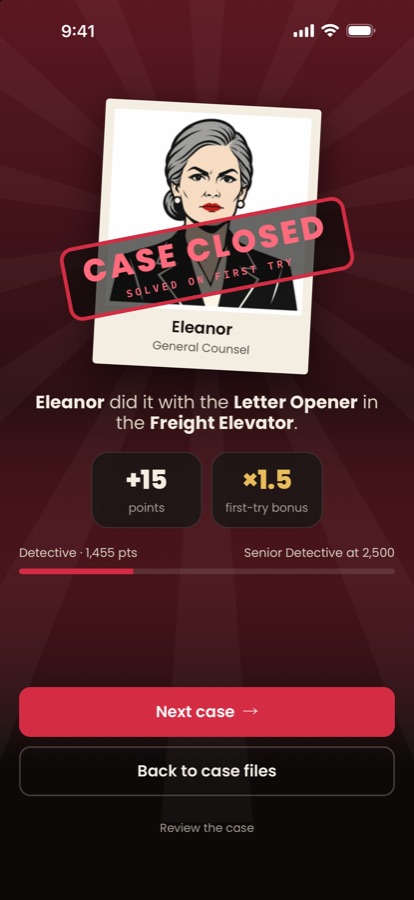 9:41
CASE CLOSED
SOLVED ON FIRST TRY
Eleanor
General Counsel
Eleanor did it with the Letter Opener in
the Freight Elevator.
+15
points
×1.5
first-try bonus
Detective · 1,455 pts
Senior Detective at 2,500
Next case →
Back to case files
Review the case